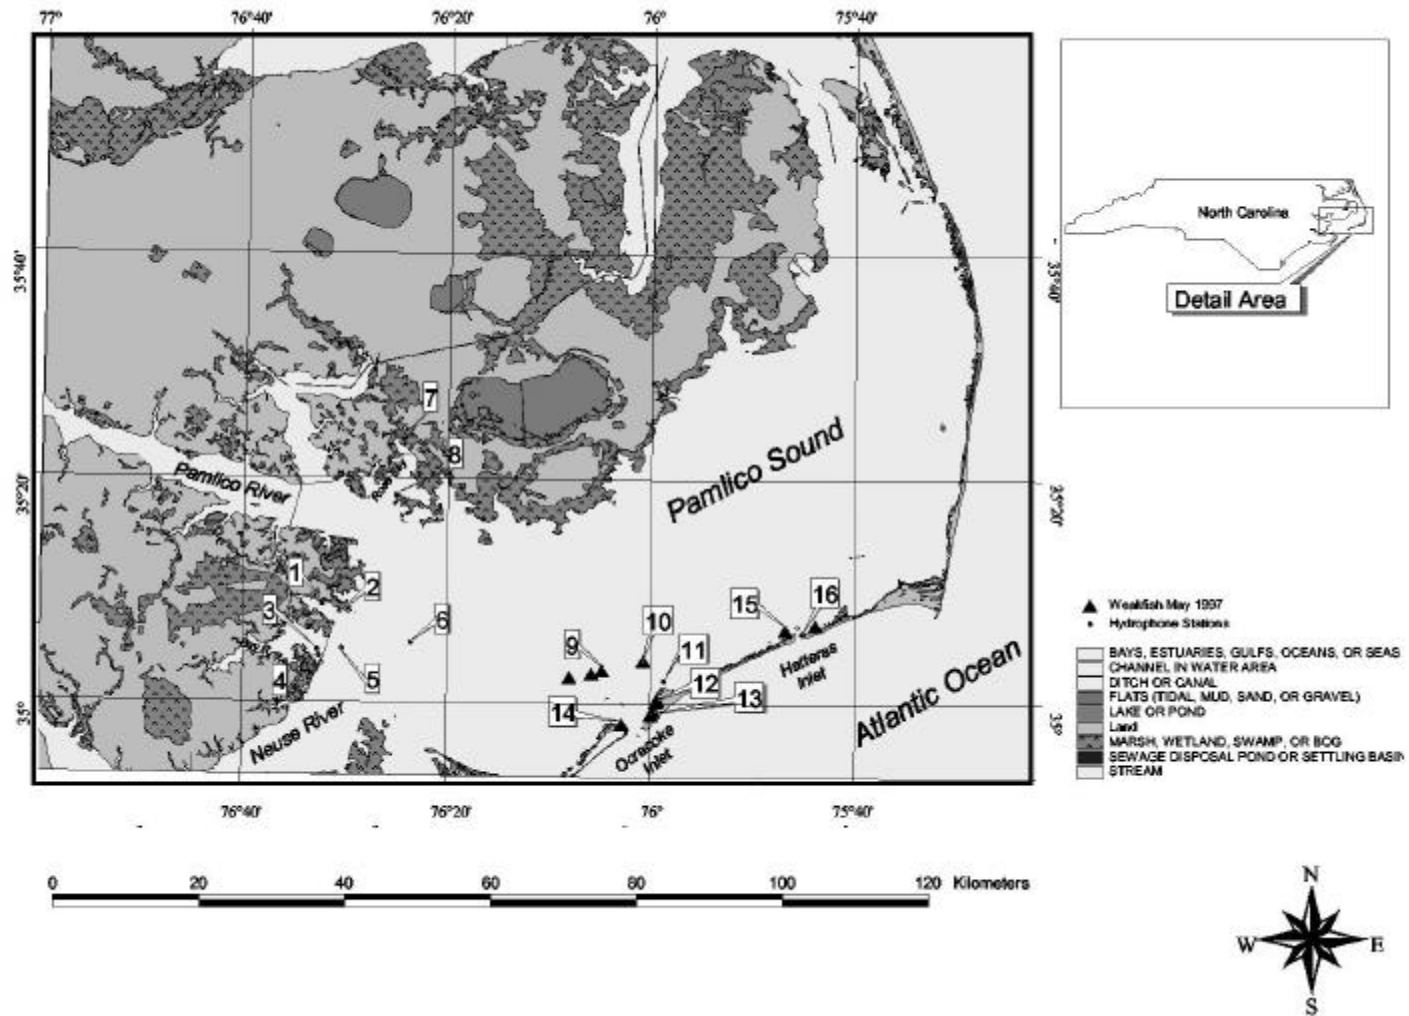 77° 76°40' 76°20' 76° 75°40'
35°40' 35°40'
North Carolina
Detail Area
7
8
Pamlico Sound
Pamlico River
35°20' 35°20'
1
2
3
6
15 16
10
9
11
4
5
12
13
14
Hatteras
Inlet
Ocracoke
Inlet
Neuse River
Atlantic Ocean
35° 35°
Weakfish May 1997
Hydrophone Stations
BAYS, ESTUARIES, GULFS, OCEANS, OR SEAS
CHANNEL IN WATER AREA
DITCH OR CANAL
FLATS (TIDAL, MUD, SAND, OR GRAVEL)
LAKE OR POND
Land
MARSH, WETLAND, SWAMP, OR BOG
SEWAGE DISPOSAL POND OR SETTLING BASIN
STREAM
76°40' 76°20' 76° 75°40'
0 20 40 60 80 100 120 Kilometers
N
W E
S